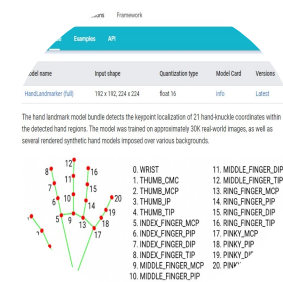 Framework
Examples API
Model name Input shape Quantization type Model Card Versions
HandLandmarker (full) 192 x 192, 224 x 224 float 16 info Latest
The hand landmark model bundle detects the keypoint localization of 21 hand-knuckle coordinates within
the detected hand regions. The model was trained on approximately 30K real-world images, as well as
several rendered synthetic hand models imposed over various backgrounds.
12
8 11 16
7 15
6 10 14 20
19
5 9 13 18
17
0. WRIST
1. THUMB_CMC
2. THUMB_MCP
3. THUMB_IP
4. THUMB_TIP
5. INDEX_FINGER_MCP
6. INDEX_FINGER_PIP
7. INDEX_FINGER_DIP
8. INDEX_FINGER_TIP
9. MIDDLE_FINGER_MCP
10. MIDDLE_FINGER_PIP
11. MIDDLE_FINGER_DIP
12. MIDDLE_FINGER_TIP
13. RING_FINGER_MCP
14. RING_FINGER_PIP
15. RING_FINGER_DIP
16. RING_FINGER_TIP
17. PINKY_MCP
18. PINKY_PIP
19. PINKY
20.